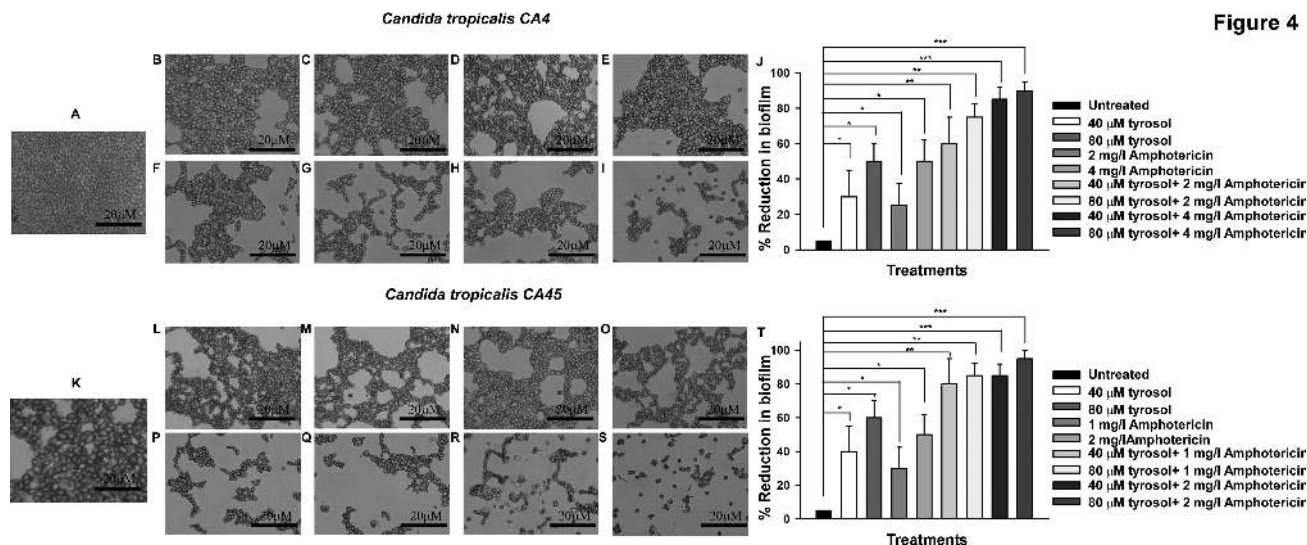 Candida tropicalis CA4
Figure 4
A
20µM
B
20µM
C
20µM
D
20µM
E
20µM
F
20µM
G
20µM
H
20µM
I
20µM
J
% Reduction in biofilm
100
80
60
40
20
0
*
*
*
*
**
**
***
***
Treatments
Untreated
40 µM tyrosol
80 µM tyrosol
2 mg/l Amphotericin
4 mg/l Amphotericin
40 µM tyrosol+ 2 mg/l Amphotericin
80 µM tyrosol+ 2 mg/l Amphotericin
40 µM tyrosol+ 4 mg/l Amphotericin
80 µM tyrosol+ 4 mg/l Amphotericin
Candida tropicalis CA45
K
20µM
L
20µM
M
20µM
N
20µM
O
20µM
P
20µM
Q
20µM
R
20µM
S
20µM
T
% Reduction in biofilm
100
80
60
40
20
0
*
*
*
*
**
**
***
***
Treatments
Untreated
40 µM tyrosol
80 µM tyrosol
1 mg/l Amphotericin
2 mg/lAmphotericin
40 µM tyrosol+ 1 mg/l Amphotericin
80 µM tyrosol+ 1 mg/l Amphotericin
40 µM tyrosol+ 2 mg/l Amphotericin
80 µM tyrosol+ 2 mg/l Amphotericin